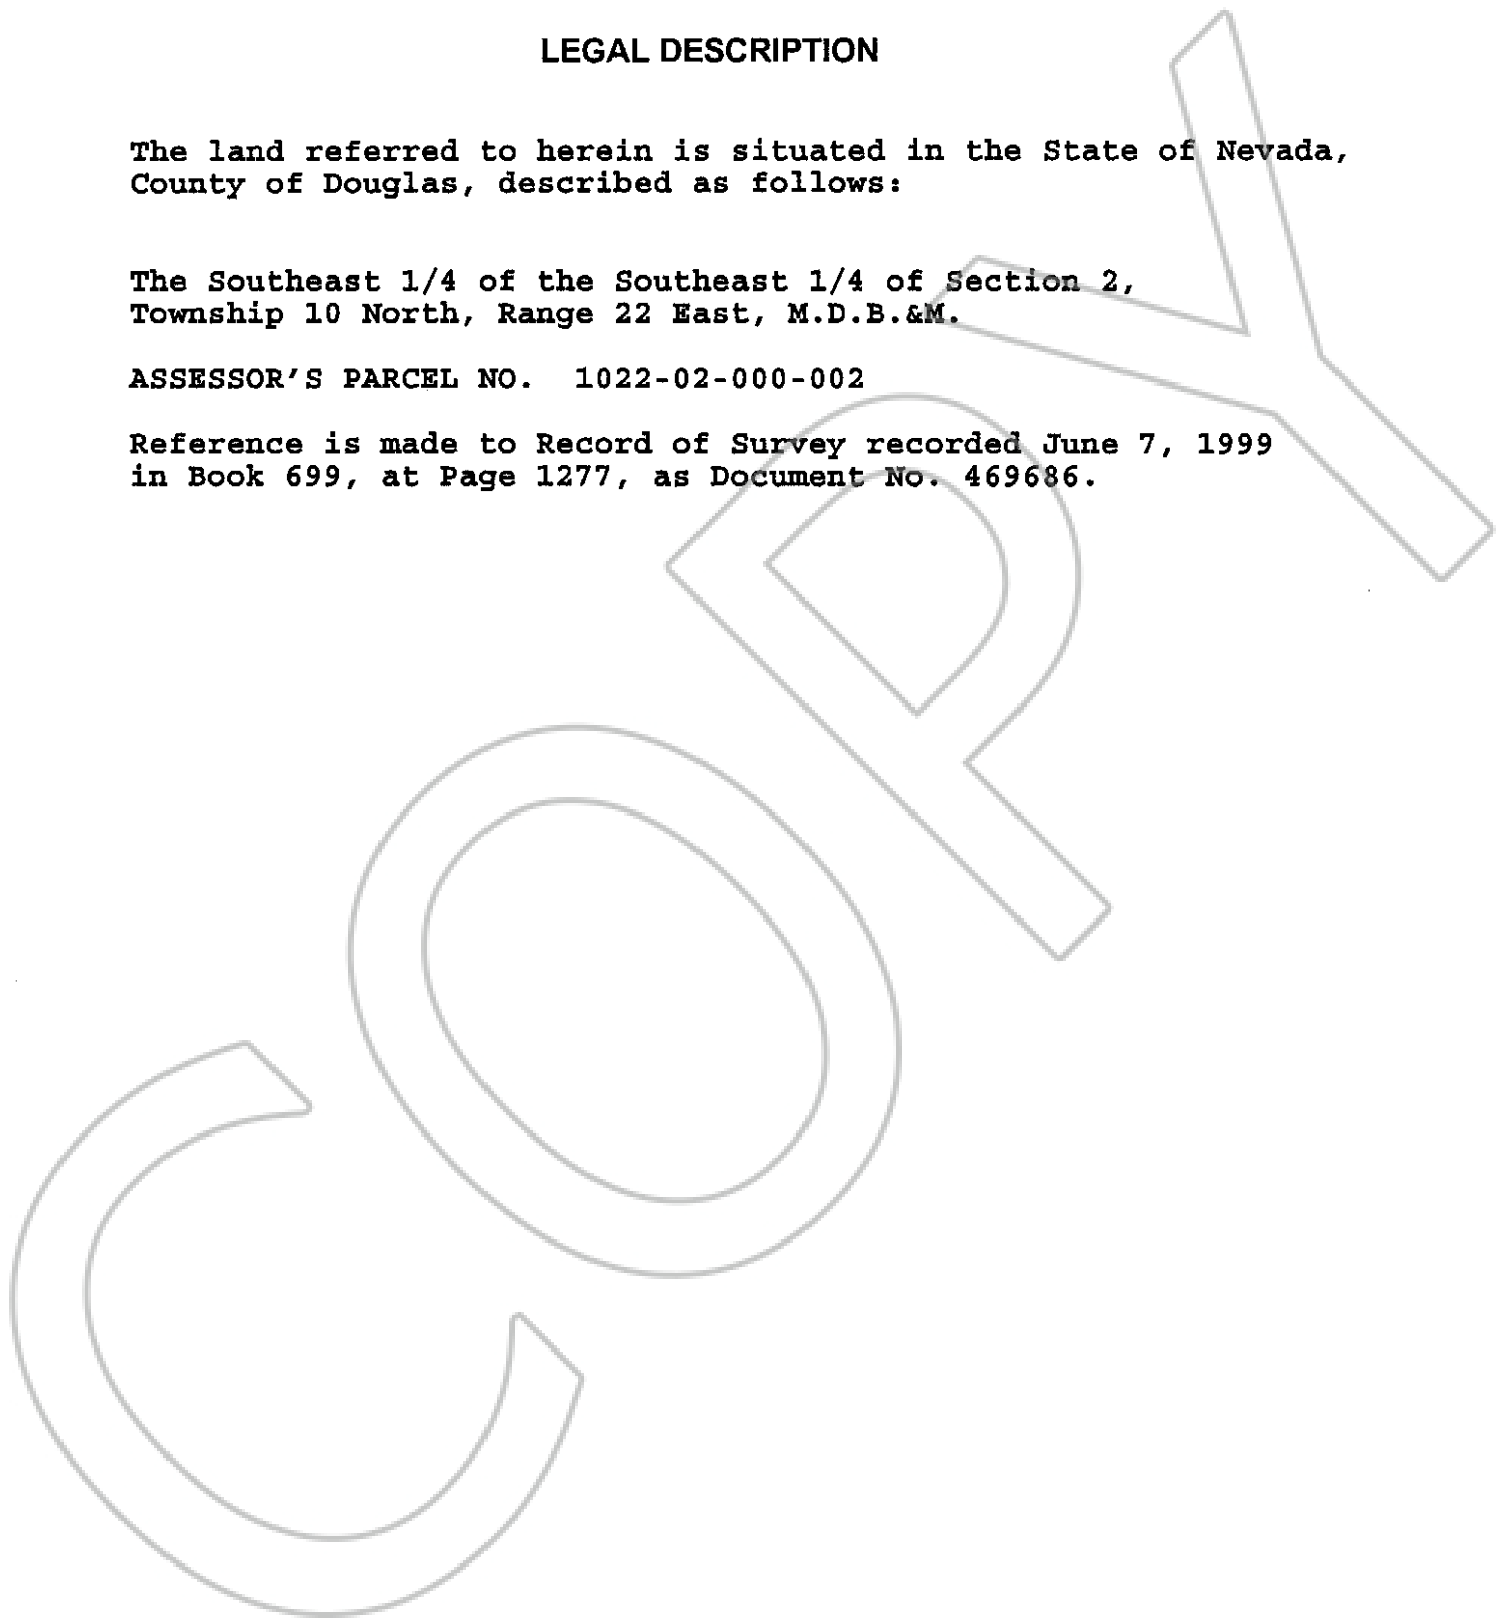 LEGAL DESCRIPTION
The land referred to herein is situated in the State of Nevada,
County of Douglas, described as follows:
The Southeast 1/4 of the Southeast 1/4 of Section 2,
Township 10 North, Range 22 East, M.D.B.&M.
ASSESSOR'S PARCEL NO. 1022-02-000-002
Reference is made to Record of Survey recorded June 7, 1999
in Book 699, at Page 1277, as Document No. 469686.
COPY